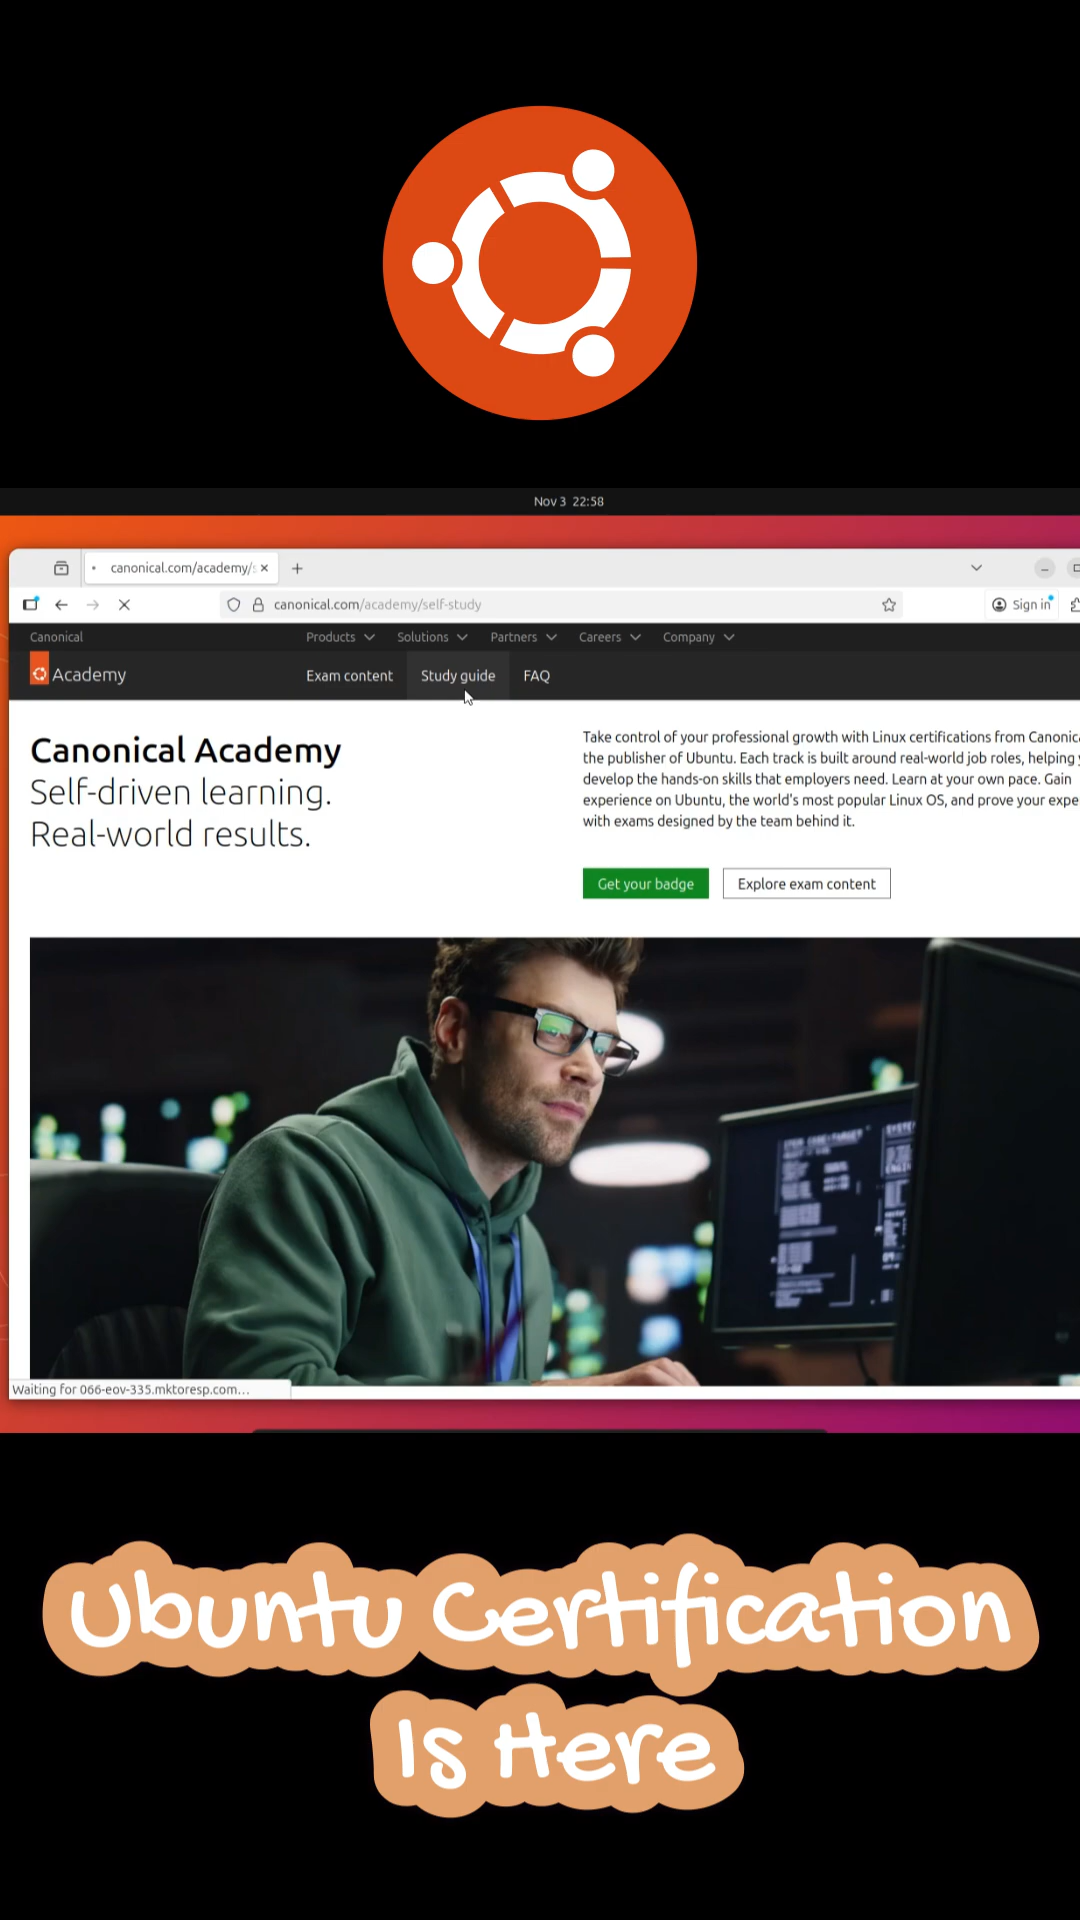 Nov 3 22:58
canonical.com/academy/s
canonical.com/academy/self-study
Sign in
Canonical
Products
Solutions
Partners
Careers
Company
Academy
Exam content
Study guide
FAQ
Canonical Academy
Self-driven learning.
Real-world results.
Take control of your professional growth with Linux certifications from Canonica
the publisher of Ubuntu. Each track is built around real-world job roles, helping y
develop the hands-on skills that employers need. Learn at your own pace. Gain
experience on Ubuntu, the world's most popular Linux OS, and prove your expe
with exams designed by the team behind it.
Get your badge
Explore exam content
Waiting for 066-eov-335.mktoresp.com...
Ubuntu Certification
Is Here